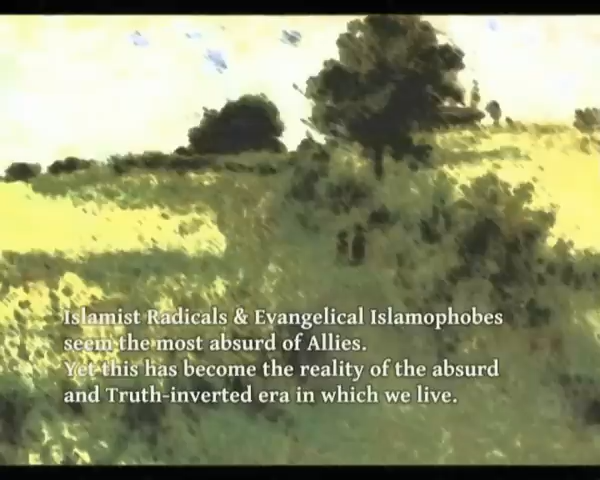 Islamist Radicals & Evangelical Islamophobes
seem the most absurd of Allies.
Yet this has become the reality of the absurd
and Truth-inverted era in which we live.